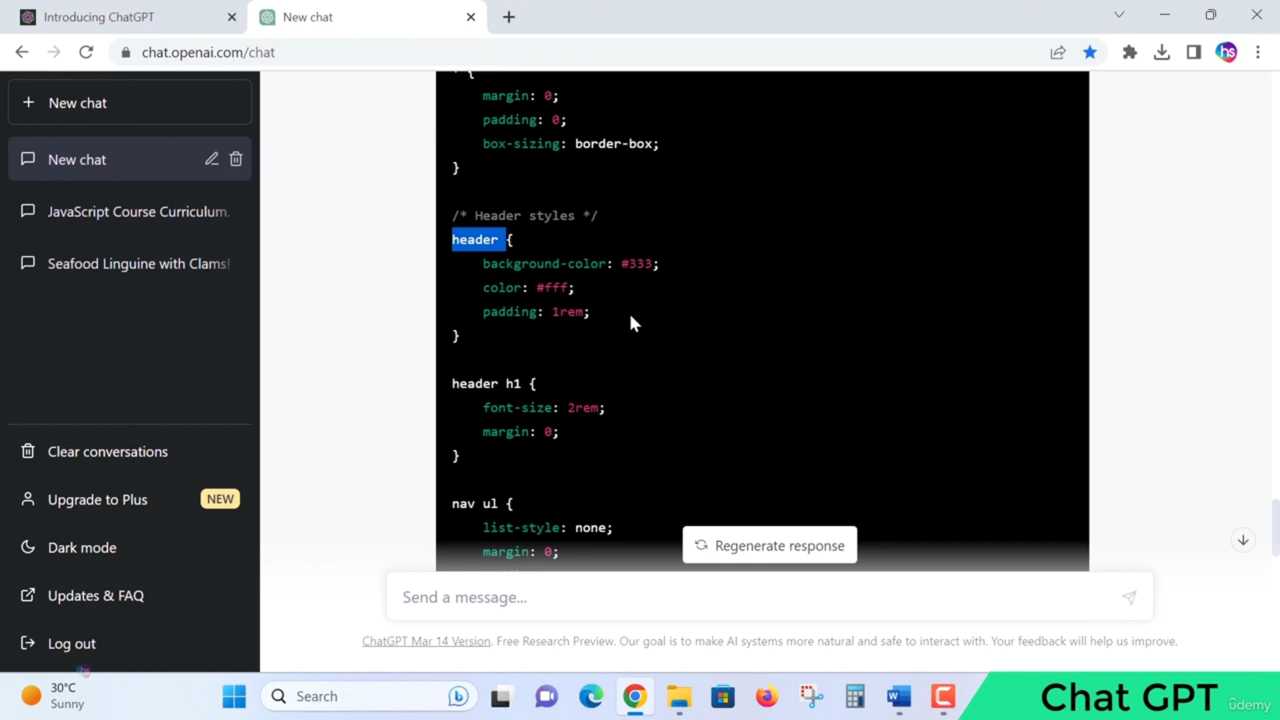 Introducing ChatGPT
New chat
chat.openai.com/chat
hs
New chat
New chat
JavaScript Course Curriculum.
Seafood Linguine with Clams!
Clear conversations
Upgrade to Plus
NEW
Dark mode
Updates & FAQ
Log out
margin: 0;
padding: 0;
box-sizing: border-box;
}
/* Header styles */
header {
background-color: #333;
color: #fff;
padding: 1rem;
}
header h1 {
font-size: 2rem;
margin: 0;
}
nav ul {
list-style: none;
margin: 0;
Regenerate response
Send a message...
ChatGPT Mar 14 Version. Free Research Preview. Our goal is to make AI systems more natural and safe to interact with. Your feedback will help us improve.
30°C
Sunny
Search
Chat GPT
ûdemy